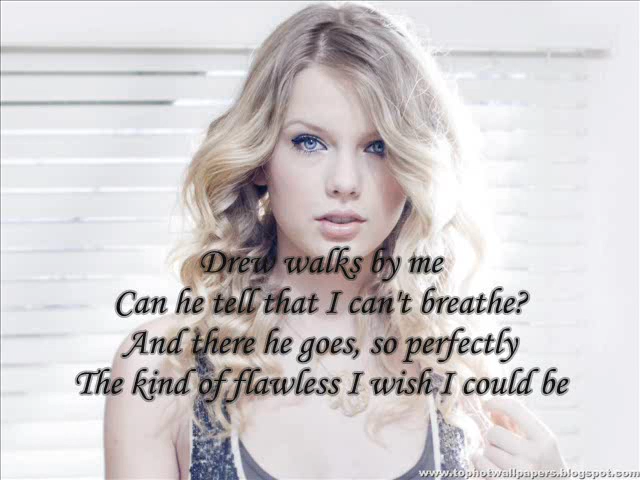 Drew walks by me
Can he tell that I can't breathe?
And there he goes, so perfectly
The kind of flawless I wish I could be
www.tophotwallpapers.blogspot.com